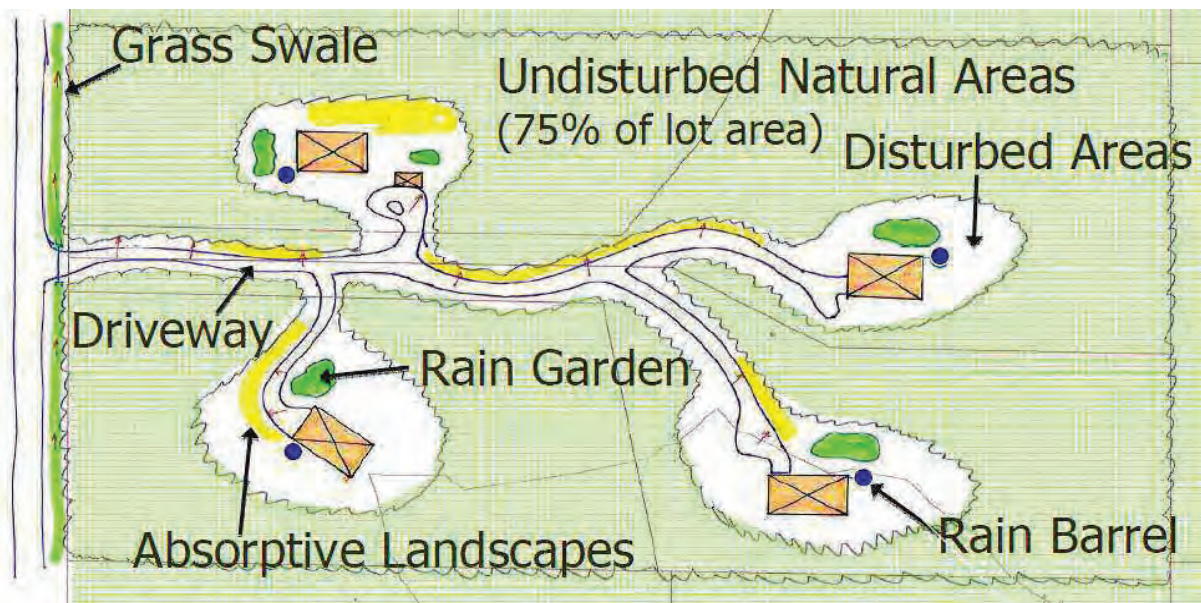 Grass Swale
Undisturbed Natural Areas
(75% of lot area)
Disturbed Areas
Driveway
Rain Garden
Absorptive Landscapes
Rain Barrel